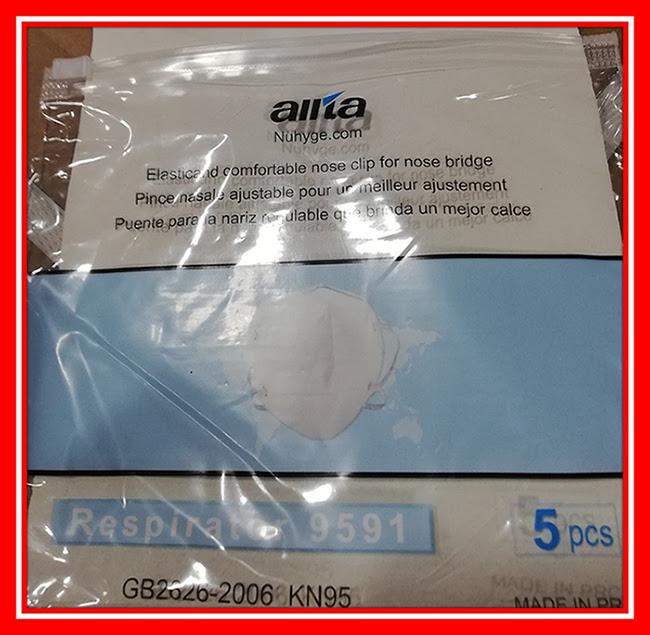 allta
Nuhyge.com
Elasticand comfortable nose clip for nose bridge
Pince nasale ajustable pour un meilleur ajustement
Puente para la nariz regulable que brinda un mejor calce
Respirator 9591
5 pcs
GB2626-2006 KN95
MADE IN PRC